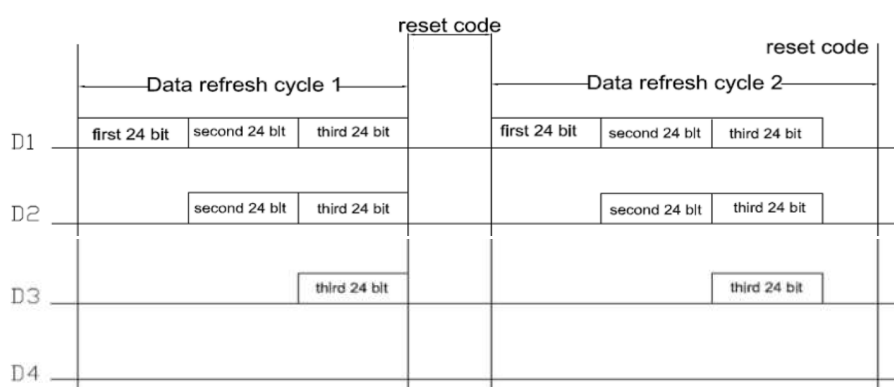 reset code
reset code
Data refresh cycle 1
Data refresh cycle 2
D1 first 24 bit second 24 blt third 24 bit first 24 bit second 24 blt third 24 bit
D2 second 24 blt third 24 bit second 24 blt third 24 bit
D3 third 24 blt third 24 bit
D4